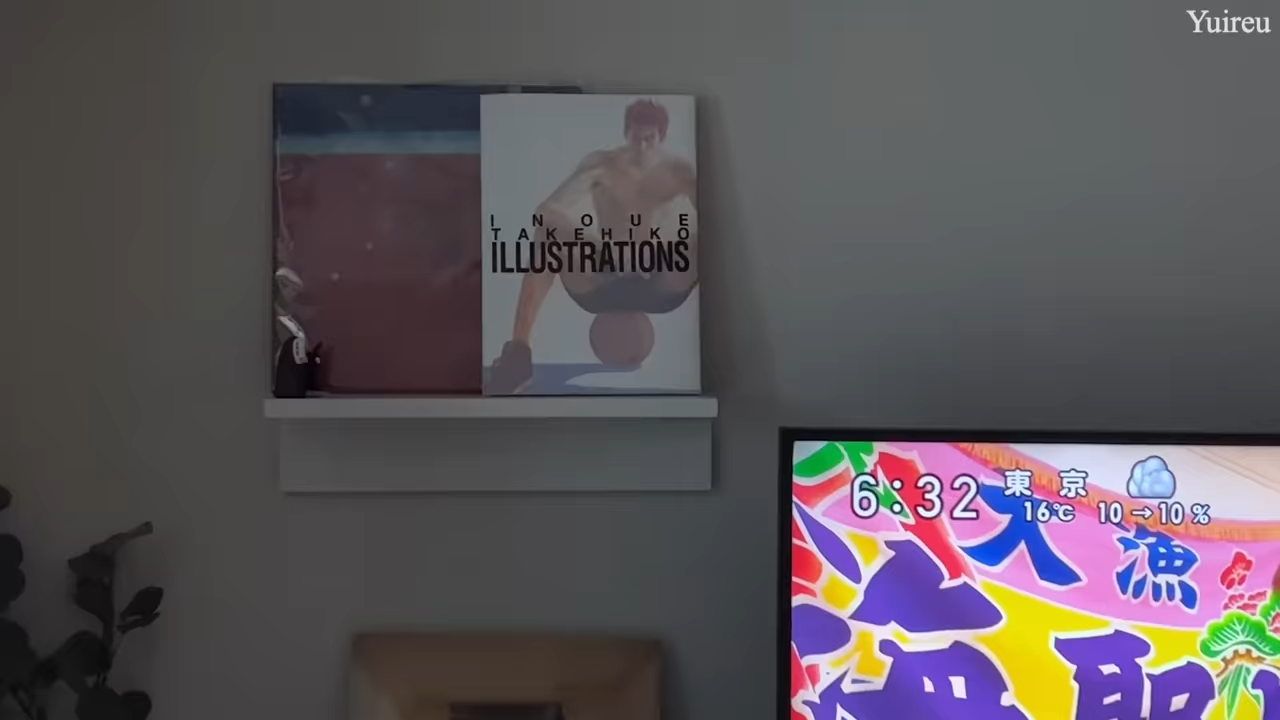 Yuireu
INOUE
TAKEHIKO
ILLUSTRATIONS
6:32 東京
16℃ 10→10%
大漁